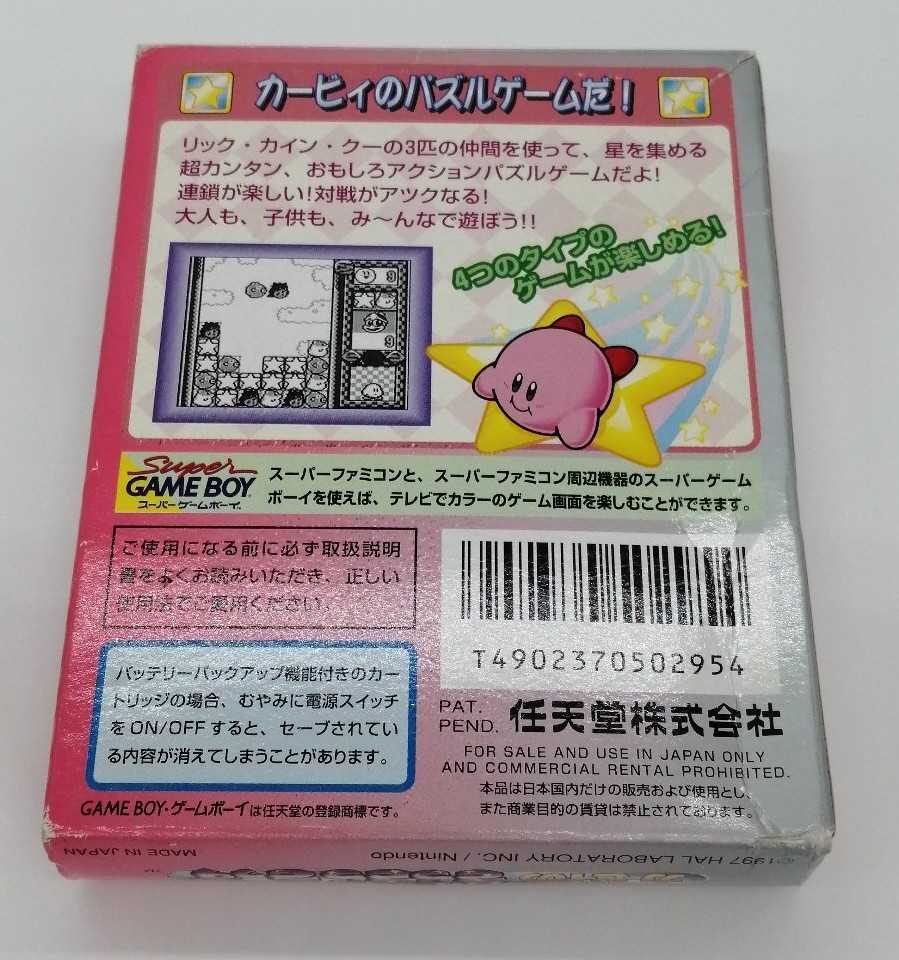 カービィのパズルゲームだ!
リック・カイン・クーの3匹の仲間を使って、星を集める
超カンタン、おもしろアクションパズルゲームだよ!
連鎖が楽しい!対戦がアツクなる!
大人も、子供も、み〜んなで遊ぼう!!
4つのタイプの
ゲームが楽しめる!
9
9
Super
GAME BOY
スーパーゲームボーイ
スーパーファミコンと、スーパーファミコン周辺機器のスーパーゲーム
ボーイを使えば、テレビでカラーのゲーム画面を楽しむことができます。
ご使用になる前に必ず取扱説明
書をよくお読みいただき、正しい
使用法でご愛用ください。
T4902370502954
バッテリーバックアップ機能付きのカー
トリッジの場合、むやみに電源スイッチ
をON/OFFすると、セーブされている
内容が消えてしまうことがあります。
PAT.
PEND. 任天堂株式会社
FOR SALE AND USE IN JAPAN ONLY
AND COMMERCIAL RENTAL PROHIBITED.
本品は日本国内だけの販売および使用とし、
また商業目的の賃貸は禁止されております。
GAME BOY・ゲームボーイは任天堂の登録商標です。
©1997 HAL LABORATORY INC. / Nintendo
MADE IN JAPAN